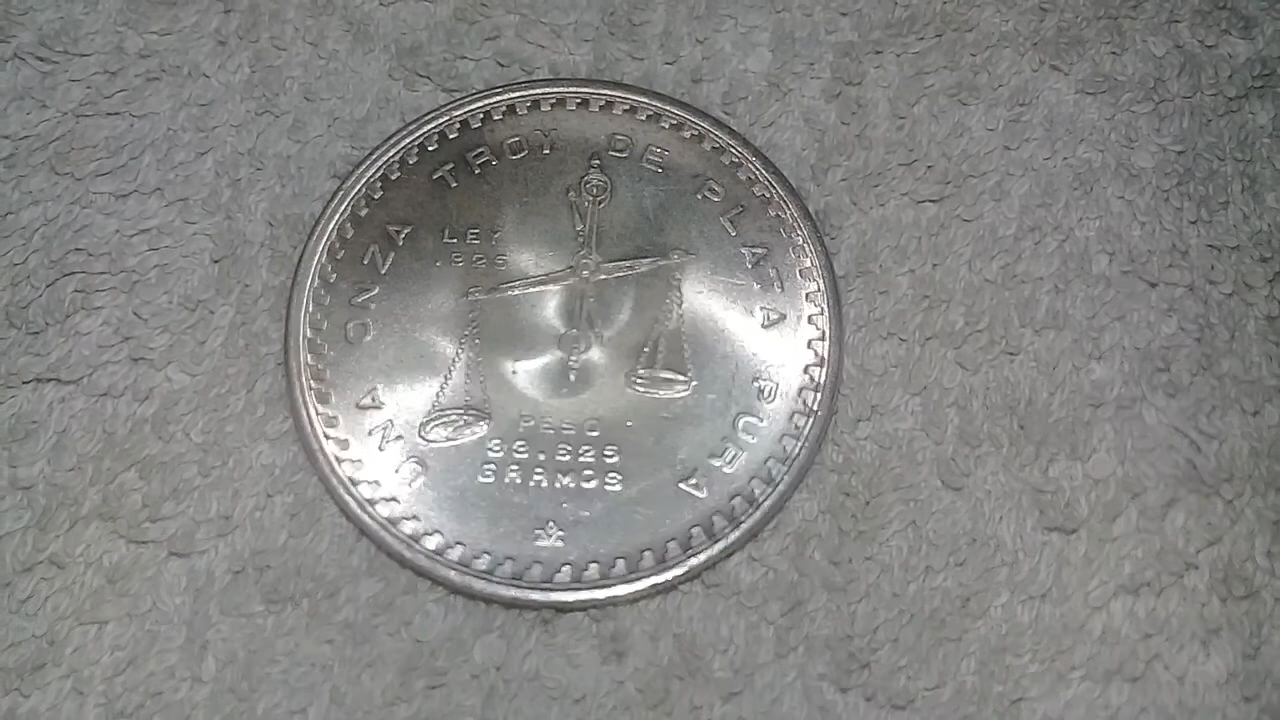 UNA ONZA TROY DE PLATA PURA
LEY
.925
PESO
33.625
GRAMOS